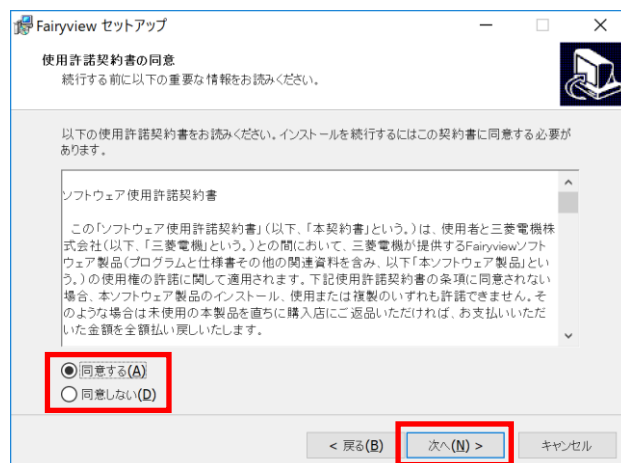 Fairyview セットアップ
使用許諾契約書の同意
続行する前に以下の重要な情報をお読みください。
以下の使用許諾契約書をお読みください。インストールを続行するにはこの契約書に同意する必要が
あります。
ソフトウェア使用許諾契約書
この「ソフトウェア使用許諾契約書」(以下、「本契約書」という。)は、使用者と三菱電機株
式会社(以下、「三菱電機」という。)との間において、三菱電機が提供するFairyviewソフト
ウェア製品(プログラムと仕様書その他の関連資料を含み、以下「本ソフトウェア製品」とい
う。)の使用権の許諾に関して適用されます。下記使用許諾契約書の条項に同意されない
場合、本ソフトウェア製品のインストール、使用または複製のいずれも許諾できません。そ
のような場合は未使用の本製品を直ちに購入店にご返品いただければ、お支払いいただ
いた金額を全額払い戻しいたします。
同意する(A)
同意しない(D)
< 戻る(B) 次へ(N) > キャンセル